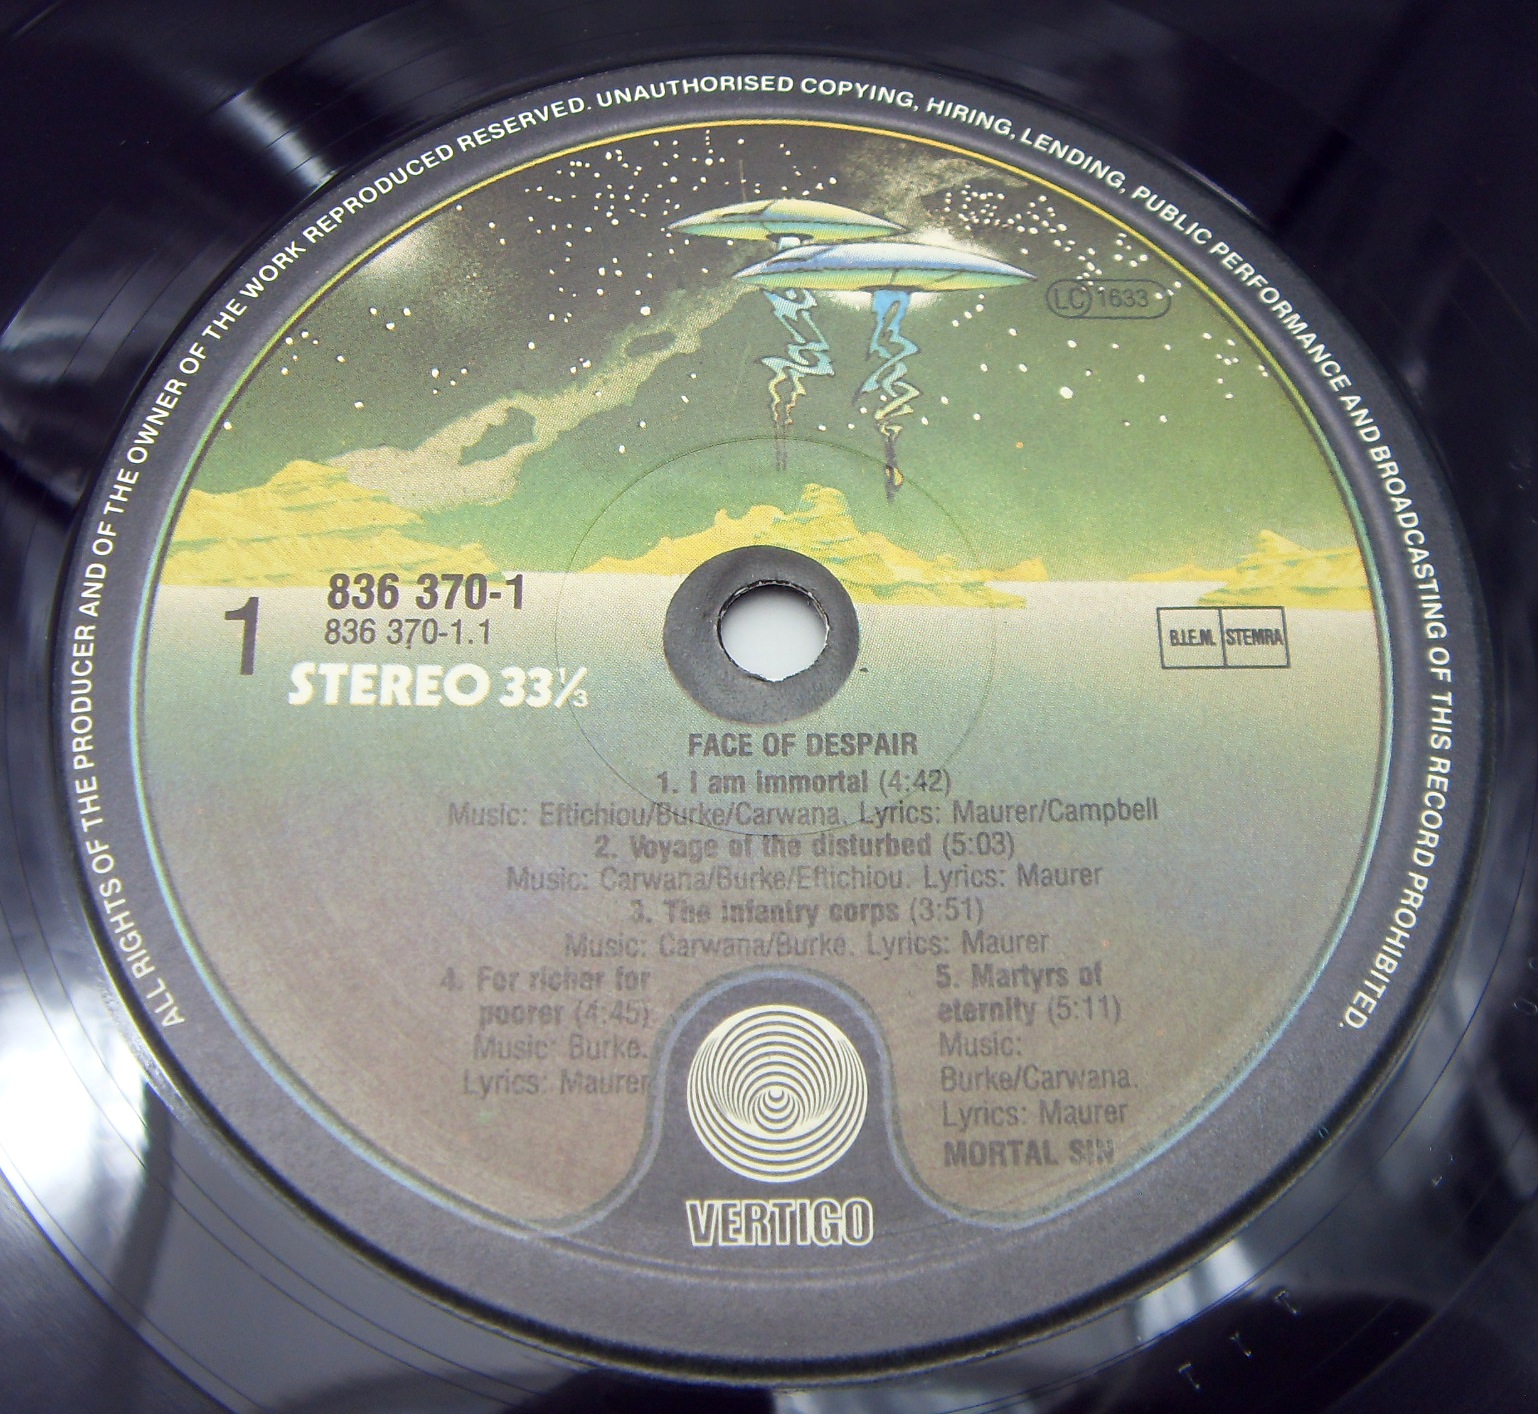 ALL RIGHTS OF THE PRODUCER AND OF THE OWNER OF THE WORK REPRODUCED RESERVED. UNAUTHORISED COPYING, HIRING, LENDING, PUBLIC PERFORMANCE AND BROADCASTING OF THIS RECORD PROHIBITED.
LC 1633
1
836 370-1
836 370-1.1
STEREO 33⅓
B.I.E.M. STEMRA
FACE OF DESPAIR
1. I am immortal (4:42)
Music: Eftichiou/Burke/Carwana. Lyrics: Maurer/Campbell
2. Voyage of the disturbed (5:03)
Music: Carwana/Burke/Eftichiou. Lyrics: Maurer
3. The infantry corps (3:51)
Music: Carwana/Burke. Lyrics: Maurer
4. For richer for
poorer (4:45)
Music: Burke.
Lyrics: Maurer
5. Martyrs of
eternity (5:11)
Music:
Burke/Carwana.
Lyrics: Maurer
MORTAL SIN
VERTIGO